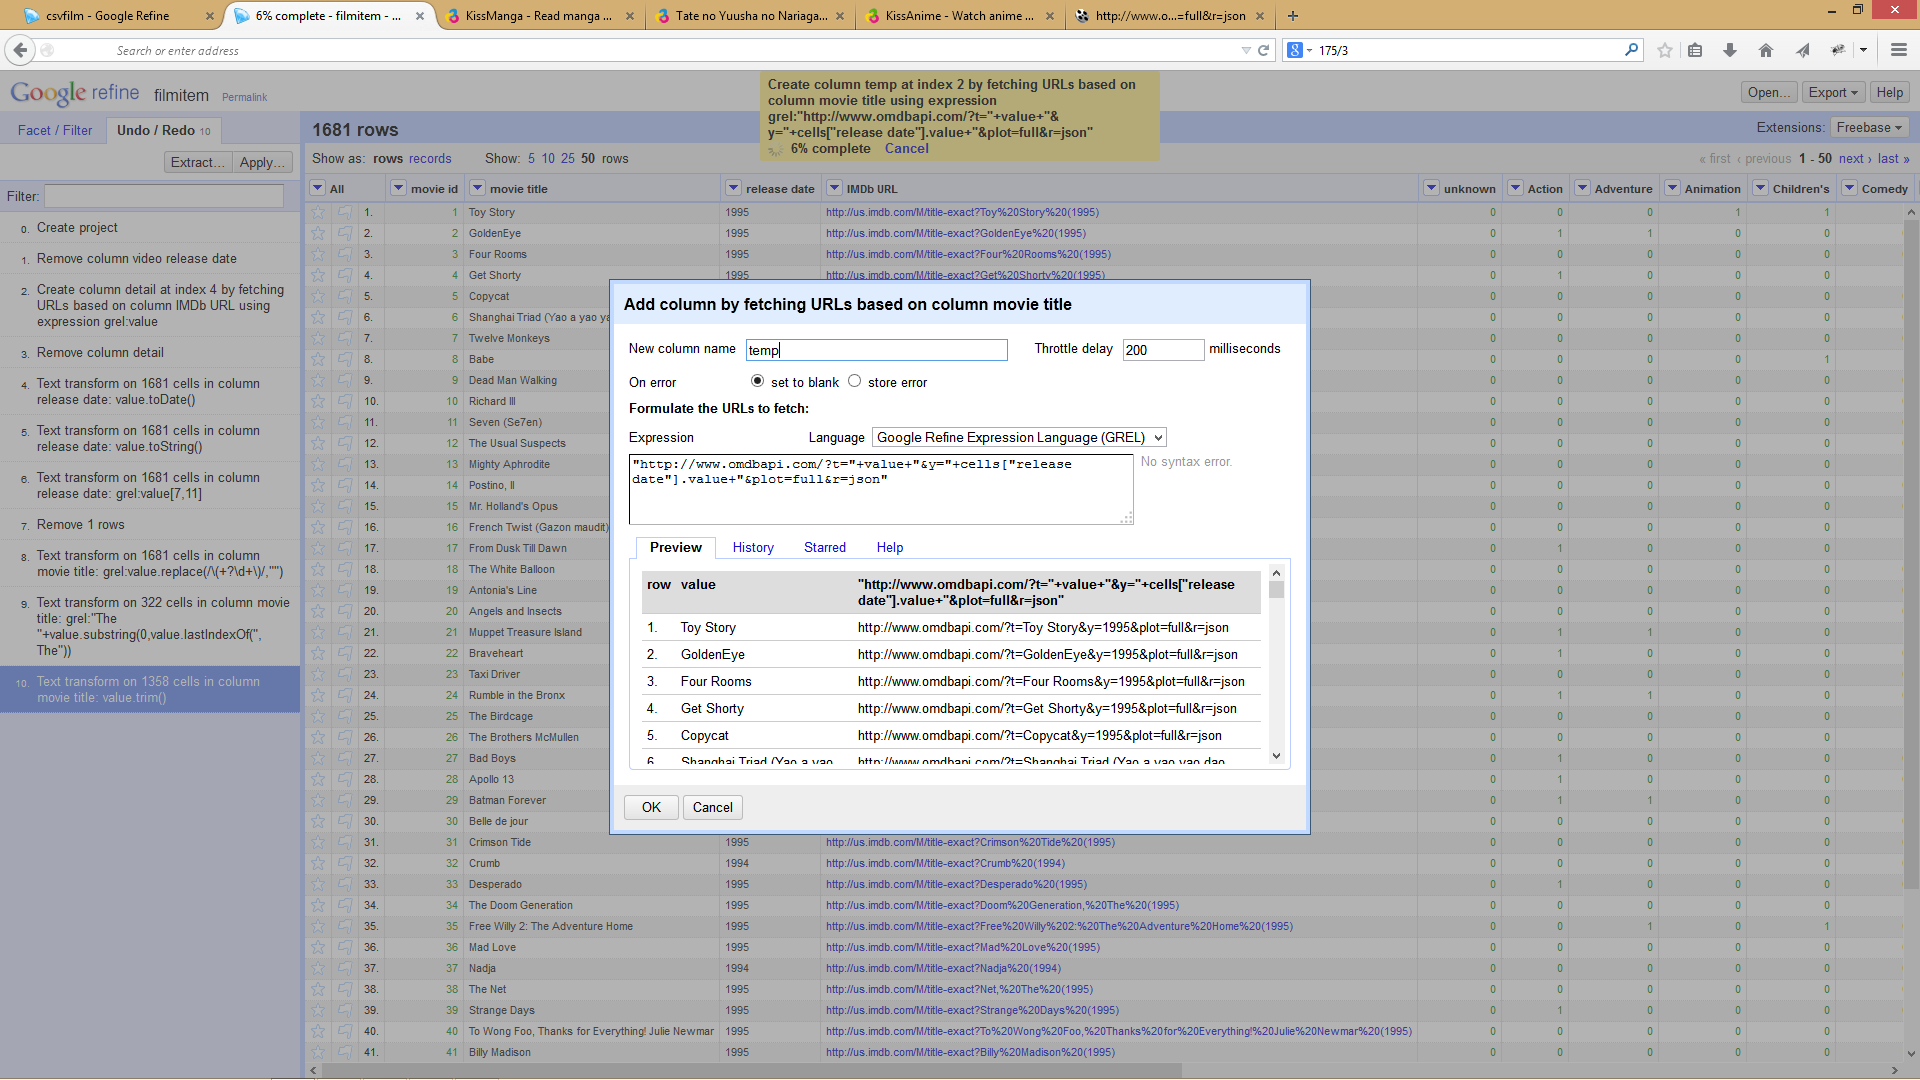 csvfilm - Google Refine
6% complete - filmitem - ...
KissManga - Read manga ...
Tate no Yuusha no Nariaga...
KissAnime - Watch anime ...
http://www.o...=full&r=json
Search or enter address
175/3
Google refine filmitem Permalink
Open... Export Help
Create column temp at index 2 by fetching URLs based on
column movie title using expression
grel:"http://www.omdbapi.com/?t="+value+"&
y="+cells["release date"].value+"&plot=full&r=json"
6% complete Cancel
Facet / Filter Undo / Redo 10
Extract... Apply...
Filter:
0. Create project
1. Remove column video release date
2. Create column detail at index 4 by fetching
URLs based on column IMDb URL using
expression grel:value
3. Remove column detail
4. Text transform on 1681 cells in column
release date: value.toDate()
5. Text transform on 1681 cells in column
release date: value.toString()
6. Text transform on 1681 cells in column
release date: grel:value[7,11]
7. Remove 1 rows
8. Text transform on 1681 cells in column
movie title: grel:value.replace(/\(+?\d+\)/,"")
9. Text transform on 322 cells in column movie
title: grel:"The
"+value.substring(0,value.lastIndexOf(",
The"))
10. Text transform on 1358 cells in column
movie title: value.trim()
1681 rows
Extensions: Freebase
Show as: rows records Show: 5 10 25 50 rows
« first ‹ previous 1 - 50 next › last »
All movie id movie title release date IMDb URL unknown Action Adventure Animation Children's Comedy
1. 1 Toy Story 1995 http://us.imdb.com/M/title-exact?Toy%20Story%20(1995) 0 0 0 1 1
2. 2 GoldenEye 1995 http://us.imdb.com/M/title-exact?GoldenEye%20(1995) 0 1 1 0 0
3. 3 Four Rooms 1995 http://us.imdb.com/M/title-exact?Four%20Rooms%20(1995) 0 0 0 0 0
4. 4 Get Shorty 1995 http://us.imdb.com/M/title-exact?Get%20Shorty%20(1995) 0 1 0 0 0
5. 5 Copycat 0 0 0 0 0
6. 6 Shanghai Triad (Yao a yao ya 0 0 0 0 0
7. 7 Twelve Monkeys 0 0 0 0 0
8. 8 Babe 0 0 0 0 1
9. 9 Dead Man Walking 0 0 0 0 0
10. 10 Richard III 0 0 0 0 0
11. 11 Seven (Se7en) 0 0 0 0 0
12. 12 The Usual Suspects 0 0 0 0 0
13. 13 Mighty Aphrodite 0 0 0 0 0
14. 14 Postino, Il 0 0 0 0 0
15. 15 Mr. Holland's Opus 0 0 0 0 0
16. 16 French Twist (Gazon maudit) 0 0 0 0 0
17. 17 From Dusk Till Dawn 0 1 0 0 0
18. 18 The White Balloon 0 0 0 0 0
19. 19 Antonia's Line 0 0 0 0 0
20. 20 Angels and Insects 0 0 0 0 0
21. 21 Muppet Treasure Island 0 1 1 0 0
22. 22 Braveheart 0 1 0 0 0
23. 23 Taxi Driver 0 0 0 0 0
24. 24 Rumble in the Bronx 0 1 1 0 0
25. 25 The Birdcage 0 0 0 0 0
26. 26 The Brothers McMullen 0 0 0 0 0
27. 27 Bad Boys 0 1 0 0 0
28. 28 Apollo 13 0 1 0 0 0
29. 29 Batman Forever 0 1 1 0 0
30. 30 Belle de jour 0 0 0 0 0
31. 31 Crimson Tide 1995 http://us.imdb.com/M/title-exact?Crimson%20Tide%20(1995) 0 0 0 0 0
32. 32 Crumb 1994 http://us.imdb.com/M/title-exact?Crumb%20(1994) 0 0 0 0 0
33. 33 Desperado 1995 http://us.imdb.com/M/title-exact?Desperado%20(1995) 0 1 0 0 0
34. 34 The Doom Generation 1995 http://us.imdb.com/M/title-exact?Doom%20Generation,%20The%20(1995) 0 0 0 0 0
35. 35 Free Willy 2: The Adventure Home 1995 http://us.imdb.com/M/title-exact?Free%20Willy%202:%20The%20Adventure%20Home%20(1995) 0 0 1 0 1
36. 36 Mad Love 1995 http://us.imdb.com/M/title-exact?Mad%20Love%20(1995) 0 0 0 0 0
37. 37 Nadja 1994 http://us.imdb.com/M/title-exact?Nadja%20(1994) 0 0 0 0 0
38. 38 The Net 1995 http://us.imdb.com/M/title-exact?Net,%20The%20(1995) 0 0 0 0 0
39. 39 Strange Days 1995 http://us.imdb.com/M/title-exact?Strange%20Days%20(1995) 0 1 0 0 0
40. 40 To Wong Foo, Thanks for Everything! Julie Newmar 1995 http://us.imdb.com/M/title-exact?To%20Wong%20Foo,%20Thanks%20for%20Everything!%20Julie%20Newmar%20(1995) 0 0 0 0 0
41. 41 Billy Madison 1995 http://us.imdb.com/M/title-exact?Billy%20Madison%20(1995) 0 0 0 0 0
Add column by fetching URLs based on column movie title
New column name temp Throttle delay 200 milliseconds
On error set to blank store error
Formulate the URLs to fetch:
Expression Language Google Refine Expression Language (GREL)
"http://www.omdbapi.com/?t="+value+"&y="+cells["release
date"].value+"&plot=full&r=json"
No syntax error.
Preview History Starred Help
row value "http://www.omdbapi.com/?t="+value+"&y="+cells["release
date"].value+"&plot=full&r=json"
1. Toy Story http://www.omdbapi.com/?t=Toy Story&y=1995&plot=full&r=json
2. GoldenEye http://www.omdbapi.com/?t=GoldenEye&y=1995&plot=full&r=json
3. Four Rooms http://www.omdbapi.com/?t=Four Rooms&y=1995&plot=full&r=json
4. Get Shorty http://www.omdbapi.com/?t=Get Shorty&y=1995&plot=full&r=json
5. Copycat http://www.omdbapi.com/?t=Copycat&y=1995&plot=full&r=json
6. Shanghai Triad (Yao a yao http://www.omdbapi.com/?t=Shanghai Triad (Yao a yao yao dao
OK Cancel